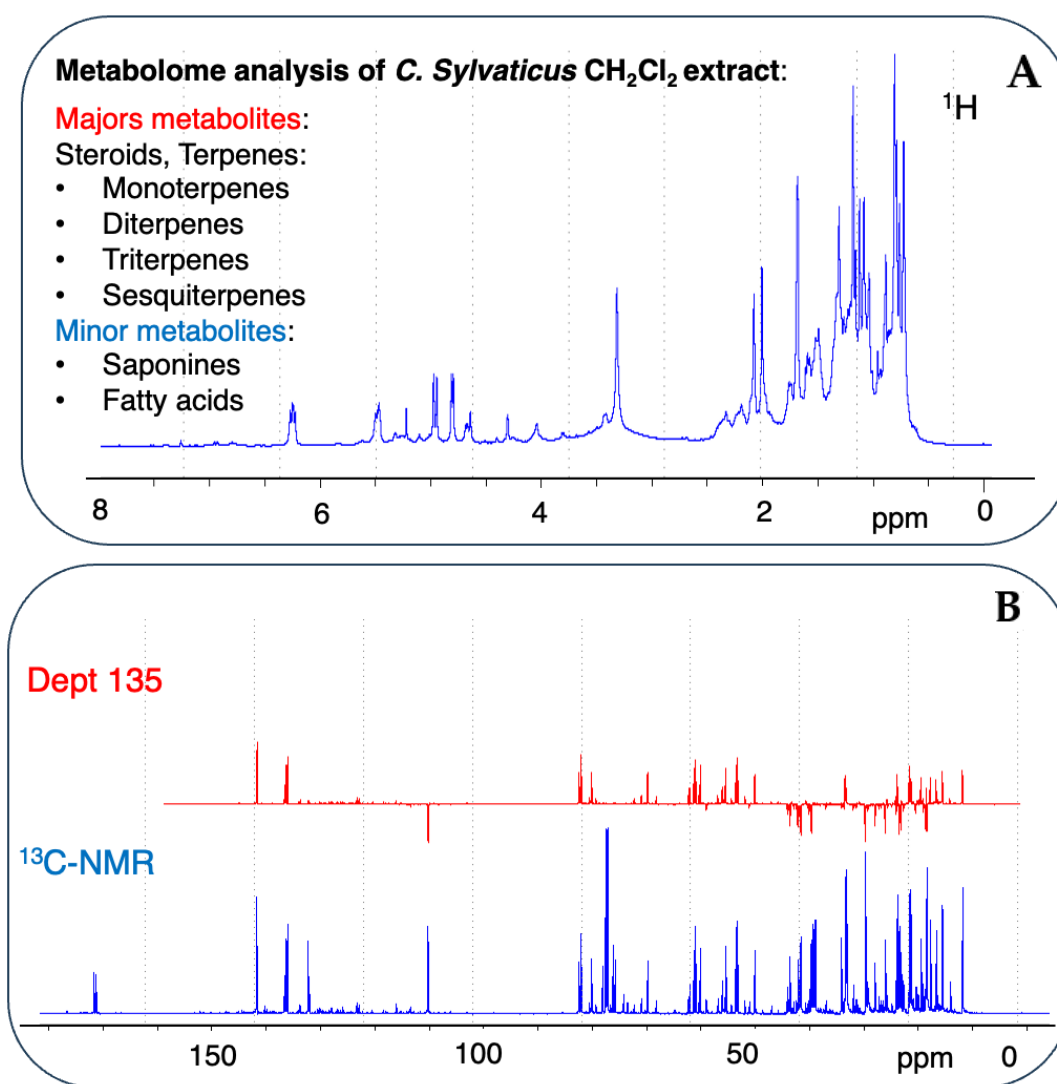 Metabolome analysis of C. Sylvaticus CH₂Cl₂ extract:
A
¹H
Majors metabolites:
Steroids, Terpenes:
• Monoterpenes
• Diterpenes
• Triterpenes
• Sesquiterpenes
Minor metabolites:
• Saponines
• Fatty acids
8 6 4 2 ppm 0
B
Dept 135
¹³C-NMR
150 100 50 ppm 0